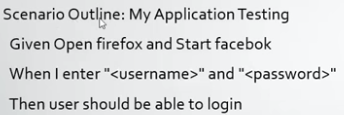 Scenario Outline: My Application Testing
Given Open firefox and Start facebok
When I enter "<username>" and "<password>"
Then user should be able to login